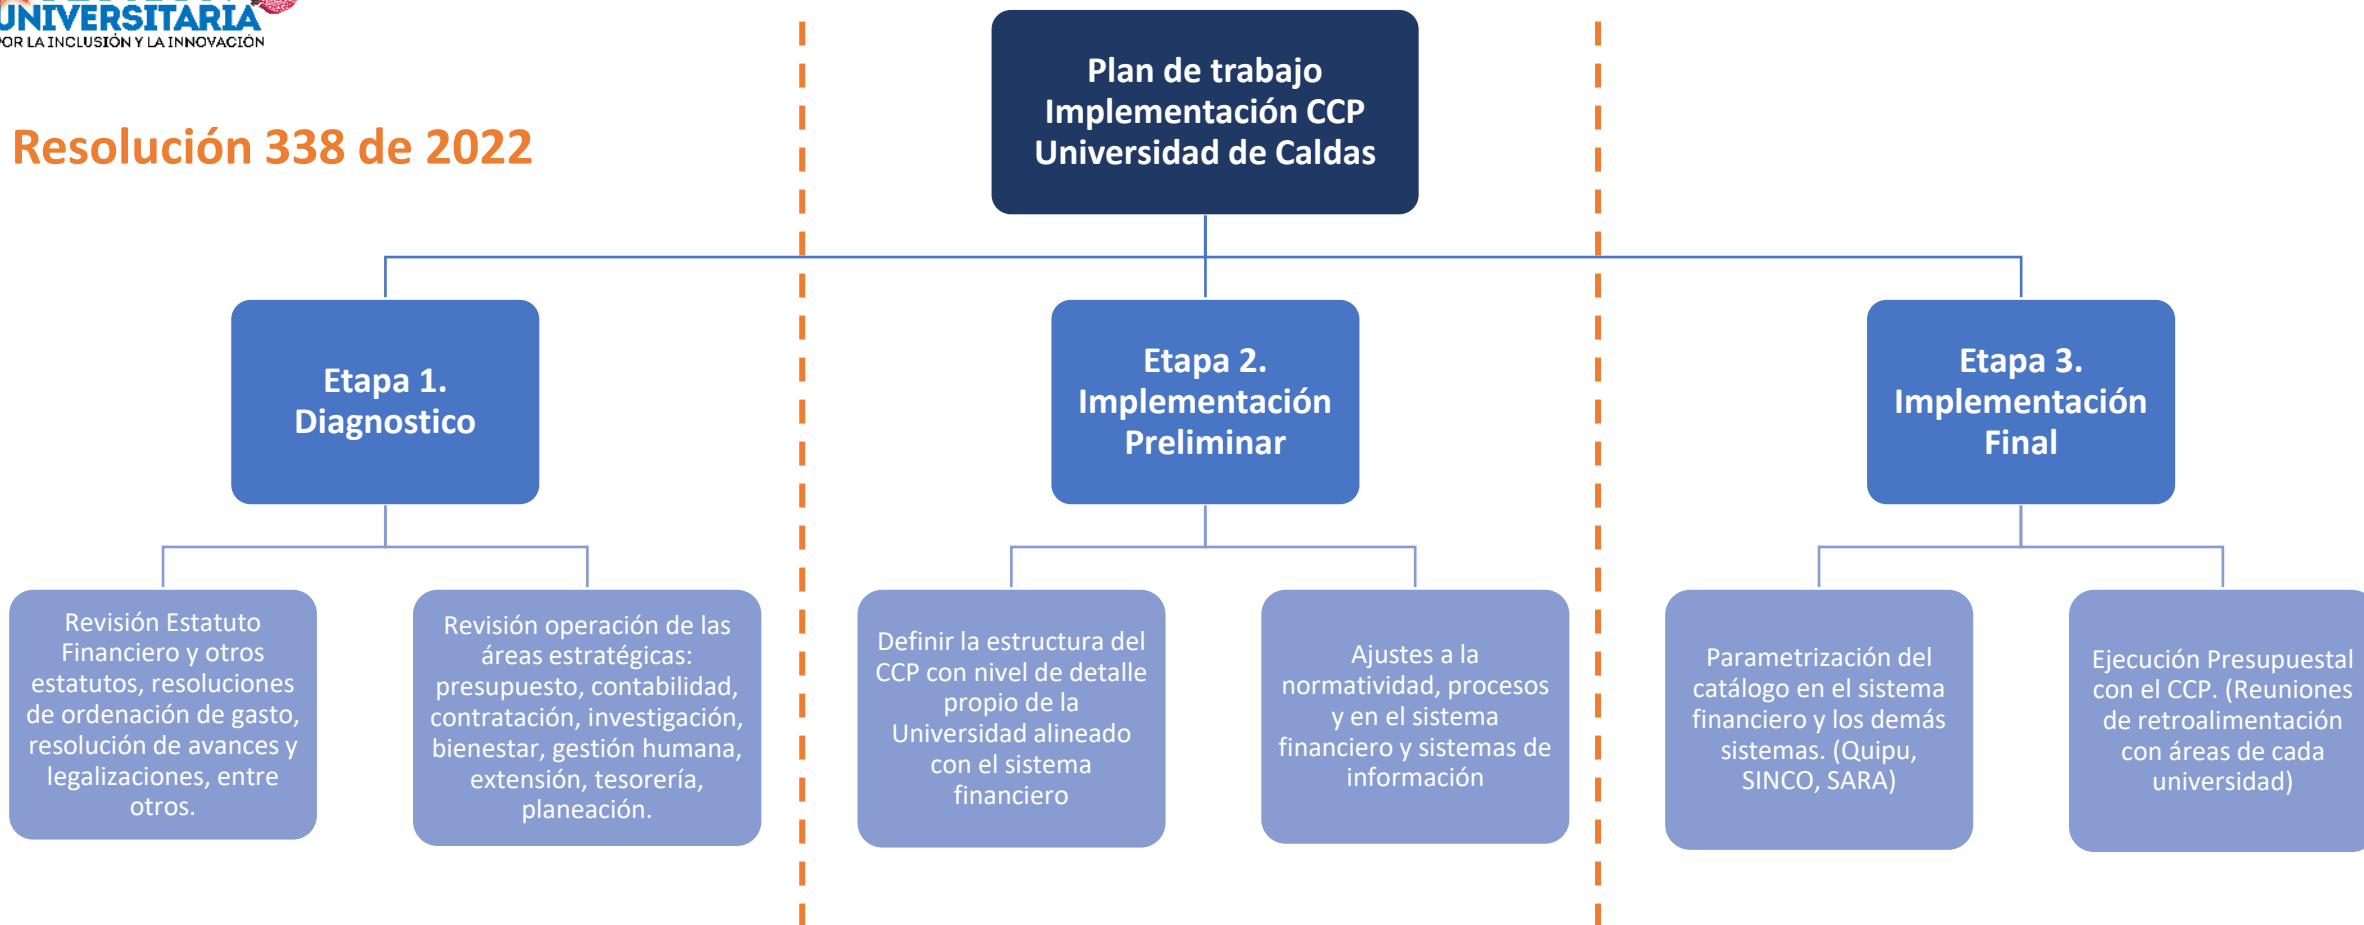 UNIVERSITARIA
POR LA INCLUSIÓN Y LA INNOVACIÓN
Resolución 338 de 2022
Plan de trabajo
Implementación CCP
Universidad de Caldas
Etapa 1.
Diagnostico
Revisión Estatuto
Financiero y otros
estatutos, resoluciones
de ordenación de gasto,
resolución de avances y
legalizaciones, entre
otros.
Revisión operación de las
áreas estratégicas:
presupuesto, contabilidad,
contratación, investigación,
bienestar, gestión humana,
extensión, tesorería,
planeación.
Etapa 2.
Implementación
Preliminar
Definir la estructura del
CCP con nivel de detalle
propio de la
Universidad alineado
con el sistema
financiero
Ajustes a la
normatividad, procesos
y en el sistema
financiero y sistemas de
información
Etapa 3.
Implementación
Final
Parametrización del
catálogo en el sistema
financiero y los demás
sistemas. (Quipu,
SINCO, SARA)
Ejecución Presupuestal
con el CCP. (Reuniones
de retroalimentación
con áreas de cada
universidad)